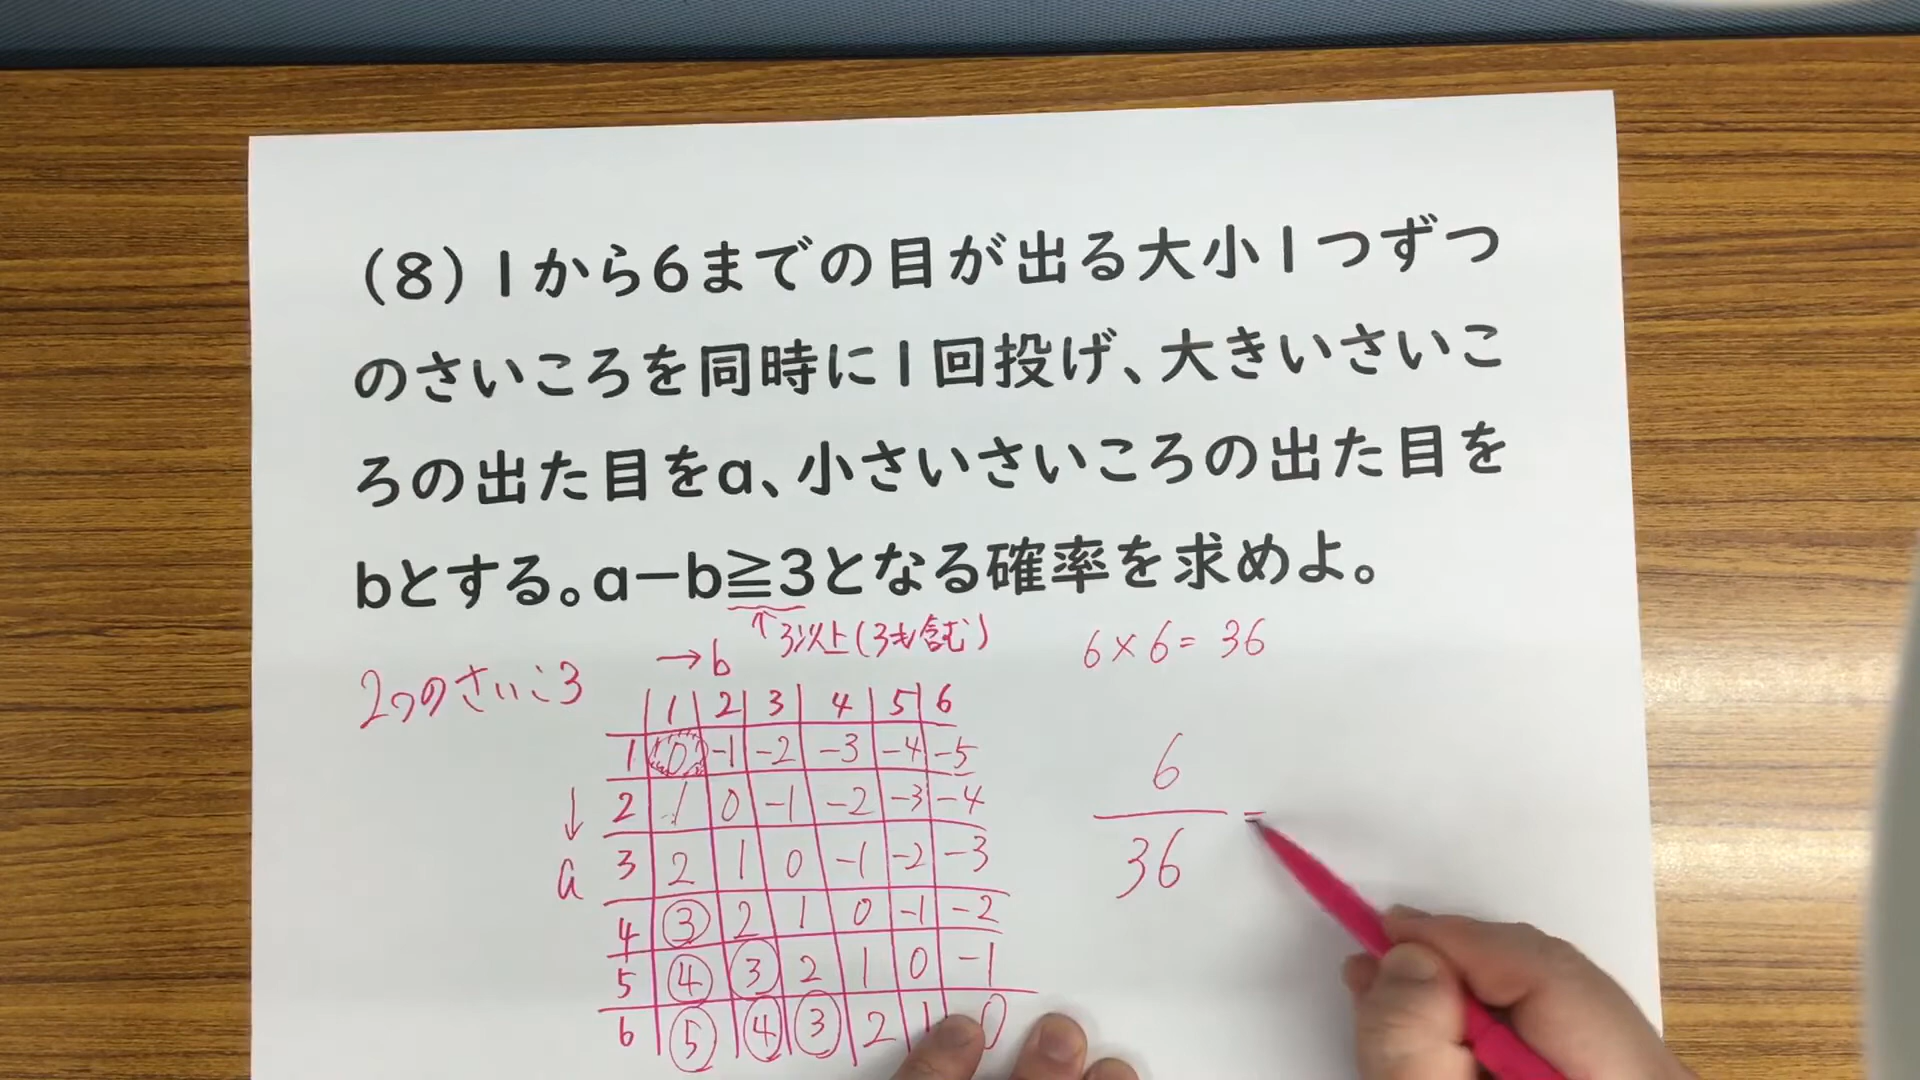 (8)1から6までの目が出る大小1つずつ
のさいころを同時に1回投げ、大きいさいこ
ろの出た目をa、小さいさいころの出た目を
bとする。a−b≧3となる確率を求めよ。
↑3以上(3も含む)
6×6=36
2つのさいころ
→b
1 2 3 4 5 6
1 0 -1 -2 -3 -4 -5
2 1 0 -1 -2 -3 -4
3 2 1 0 -1 -2 -3
4 ③ 2 1 0 -1 -2
5 ④ ③ 2 1 0 -1
6 ⑤ ④ ③ 2 1 0
↓
a
6
36
=